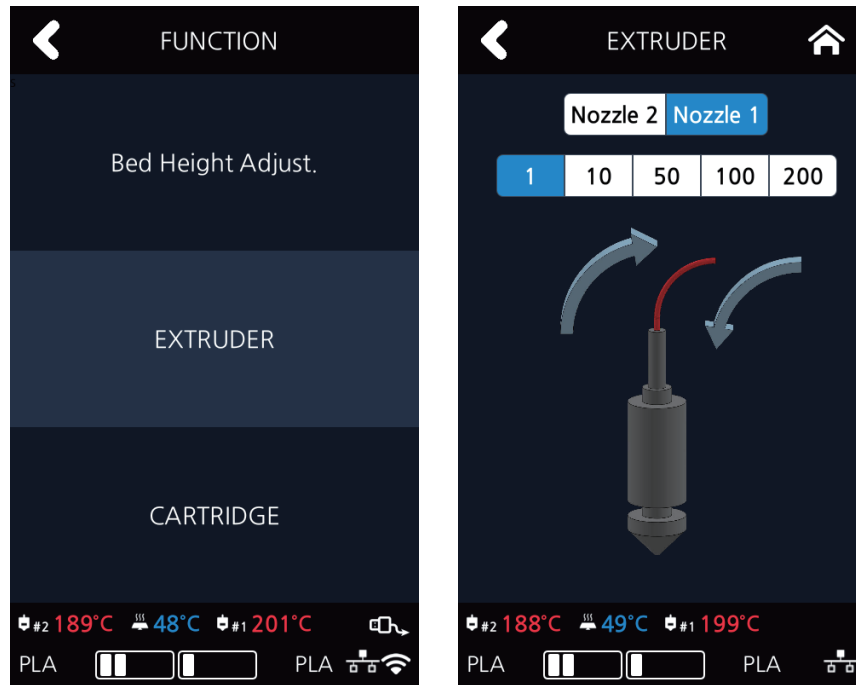 FUNCTION
Bed Height Adjust.
EXTRUDER
CARTRIDGE
#2 189°C 48°C #1 201°C
PLA PLA
EXTRUDER
Nozzle 2 Nozzle 1
1 10 50 100 200
#2 188°C 49°C #1 199°C
PLA PLA